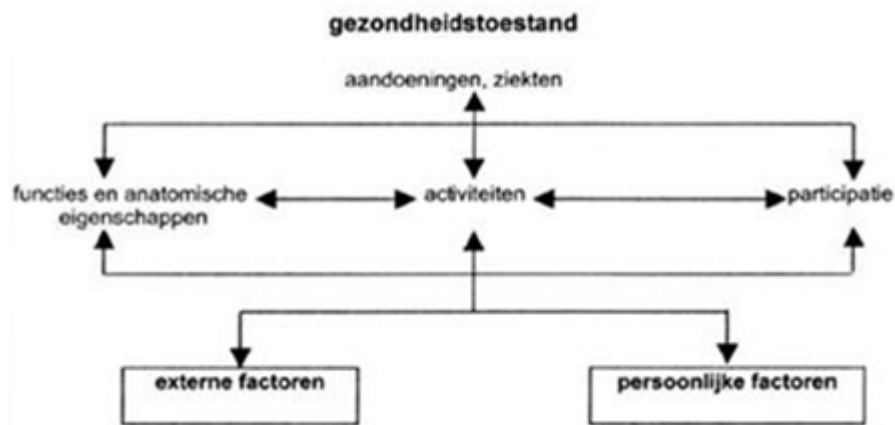 gezondheidstoestand
aandoeningen, ziekten
functies en anatomische
eigenschappen
activiteiten
participatie
externe factoren
persoonlijke factoren